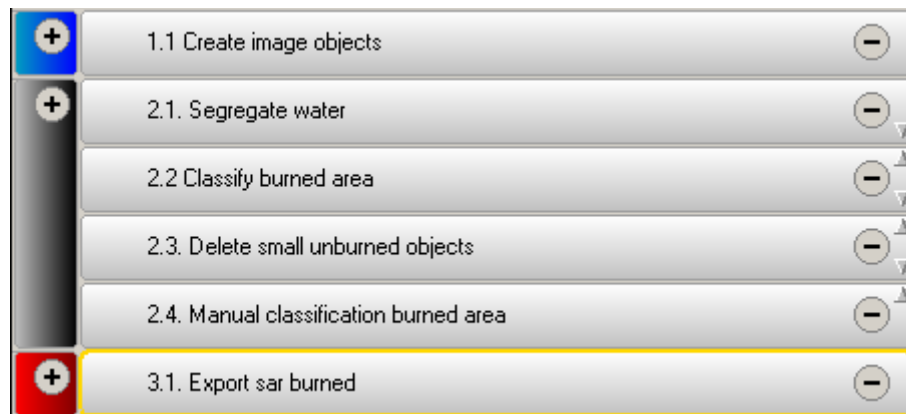 1.1 Create image objects
2.1. Segregate water
2.2 Classify burned area
2.3. Delete small unburned objects
2.4. Manual classification burned area
3.1. Export sar burned